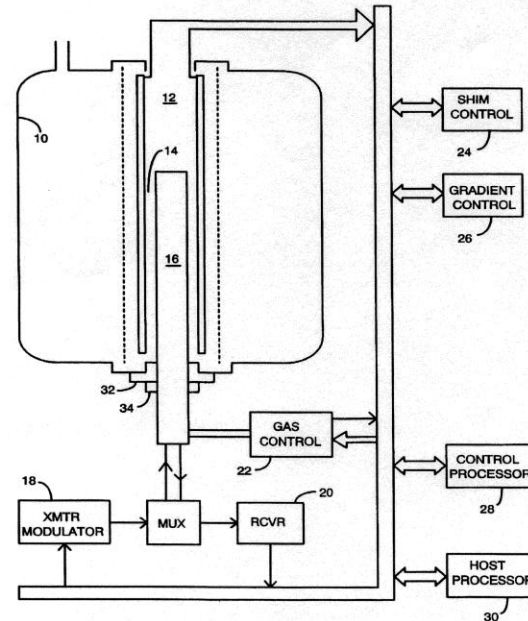 12
10
14
16
SHIM
CONTROL
24
GRADIENT
CONTROL
26
32
34
GAS
CONTROL
22
CONTROL
PROCESSOR
28
18
XMTR
MODULATOR
MUX
20
RCVR
HOST
PROCESSOR
30